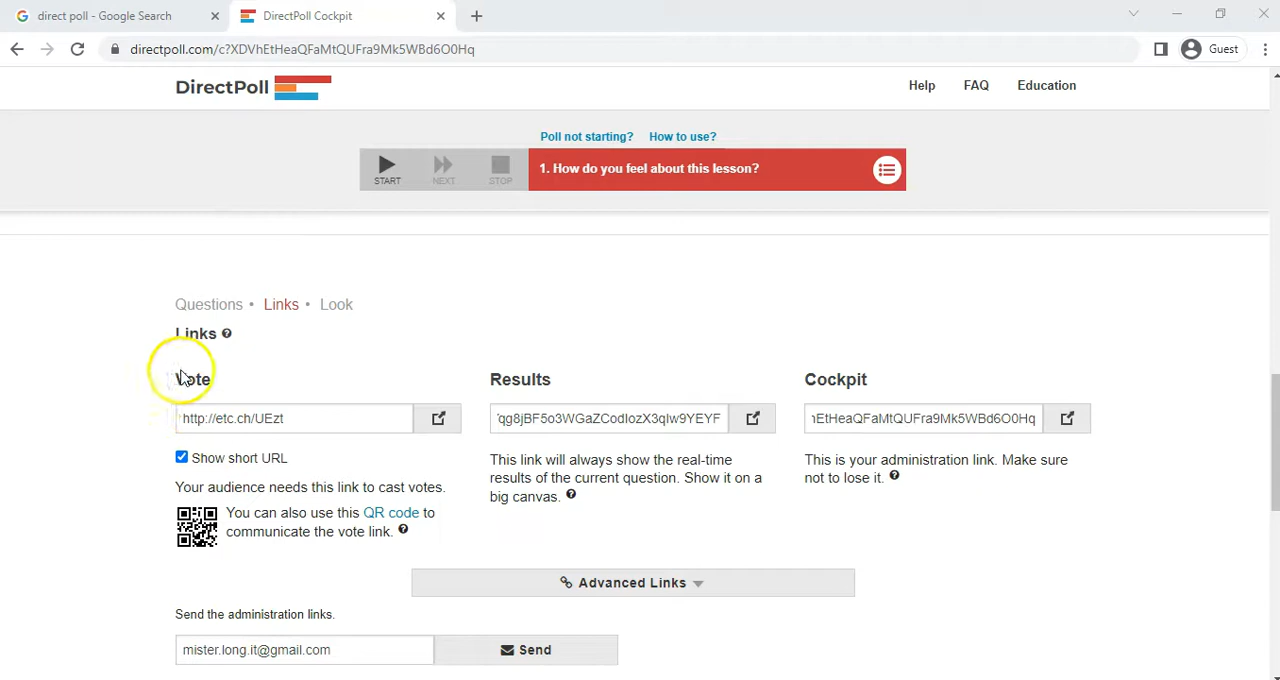 direct poll - Google Search
DirectPoll Cockpit
directpoll.com/c?XDVhEtHeaQFaMtQUFra9Mk5WBd6O0Hq
Guest
DirectPoll
Help
FAQ
Education
Poll not starting?
How to use?
START
NEXT
STOP
1. How do you feel about this lesson?
Questions • Links • Look
Links
Vote
http://etc.ch/UEzt
Show short URL
Your audience needs this link to cast votes.
You can also use this QR code to
communicate the vote link.
Results
'qg8jBF5o3WGaZCodIozX3qlw9YEYF
This link will always show the real-time
results of the current question. Show it on a
big canvas.
Cockpit
hEtHeaQFaMtQUFra9Mk5WBd6O0Hq
This is your administration link. Make sure
not to lose it.
Advanced Links
Send the administration links.
mister.long.it@gmail.com
Send